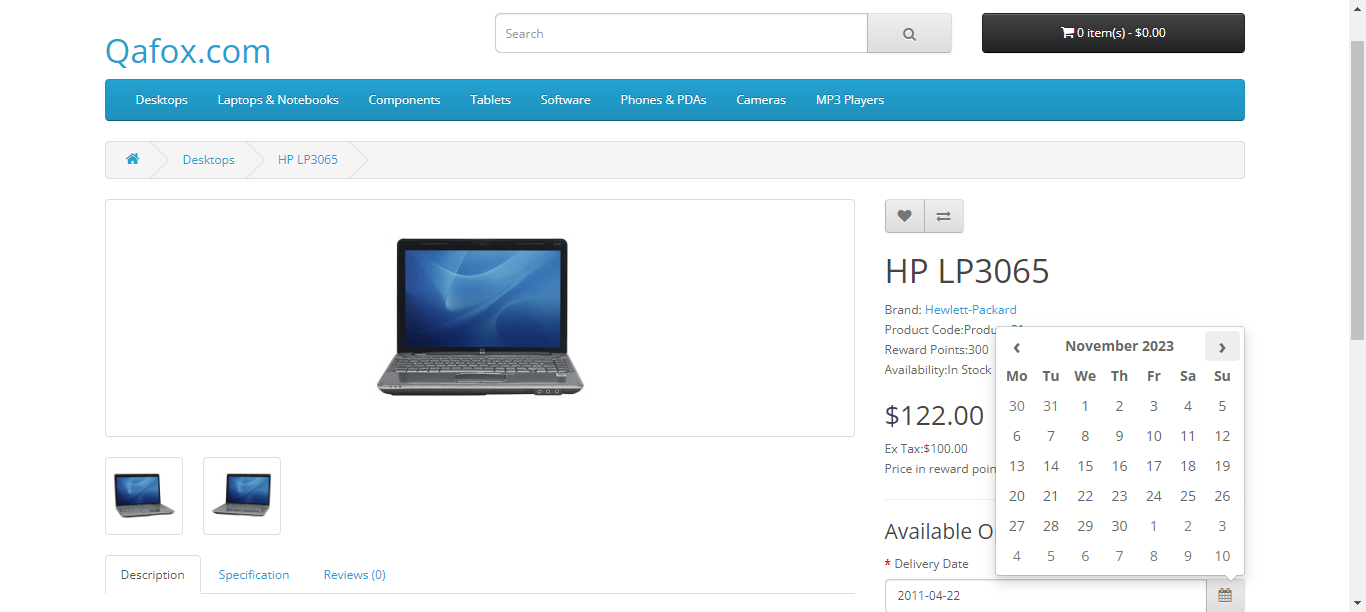 Search
0 item(s) - $0.00
Qafox.com
Desktops Laptops & Notebooks Components Tablets Software Phones & PDAs Cameras MP3 Players
Desktops HP LP3065
HP LP3065
Brand: Hewlett-Packard
Product Code:Produ
Reward Points:300
Availability:In Stock
$122.00
Ex Tax:$100.00
Price in reward poin
‹ November 2023 ›
Mo Tu We Th Fr Sa Su
30 31 1 2 3 4 5
6 7 8 9 10 11 12
13 14 15 16 17 18 19
20 21 22 23 24 25 26
27 28 29 30 1 2 3
4 5 6 7 8 9 10
Available O
* Delivery Date
2011-04-22
Description Specification Reviews (0)